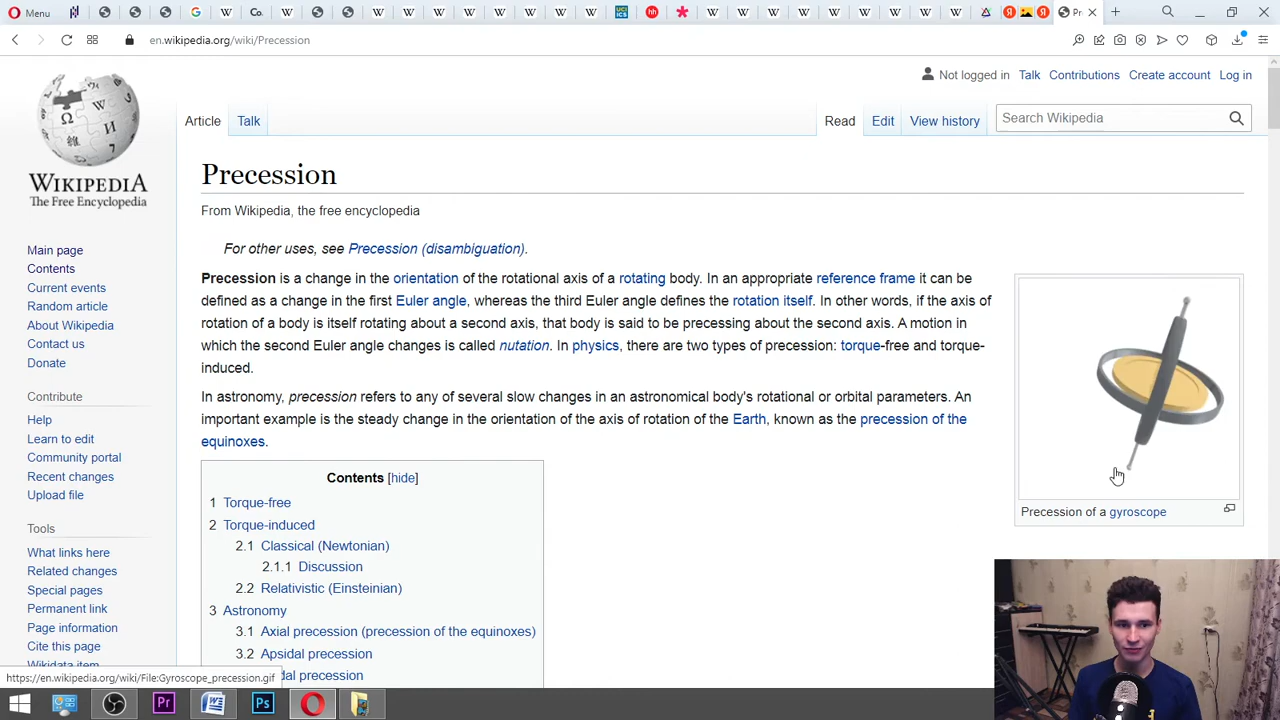 Menu
Co.
UCI
ICS
hh
Я
Я
Pr
en.wikipedia.org/wiki/Precession
Not logged in Talk Contributions Create account Log in
Article Talk Read Edit View history Search Wikipedia
WIKIPEDIA
The Free Encyclopedia
Main page
Contents
Current events
Random article
About Wikipedia
Contact us
Donate
Contribute
Help
Learn to edit
Community portal
Recent changes
Upload file
Tools
What links here
Related changes
Special pages
Permanent link
Page information
Cite this page
Wikidata item
Precession
From Wikipedia, the free encyclopedia
For other uses, see Precession (disambiguation).
Precession is a change in the orientation of the rotational axis of a rotating body. In an appropriate reference frame it can be
defined as a change in the first Euler angle, whereas the third Euler angle defines the rotation itself. In other words, if the axis of
rotation of a body is itself rotating about a second axis, that body is said to be precessing about the second axis. A motion in
which the second Euler angle changes is called nutation. In physics, there are two types of precession: torque-free and torque-
induced.
In astronomy, precession refers to any of several slow changes in an astronomical body's rotational or orbital parameters. An
important example is the steady change in the orientation of the axis of rotation of the Earth, known as the precession of the
equinoxes.
Contents [hide]
1 Torque-free
2 Torque-induced
2.1 Classical (Newtonian)
2.1.1 Discussion
2.2 Relativistic (Einsteinian)
3 Astronomy
3.1 Axial precession (precession of the equinoxes)
3.2 Apsidal precession
dal precession
Precession of a gyroscope
https://en.wikipedia.org/wiki/File:Gyroscope_precession.gif
Pr
W
Ps